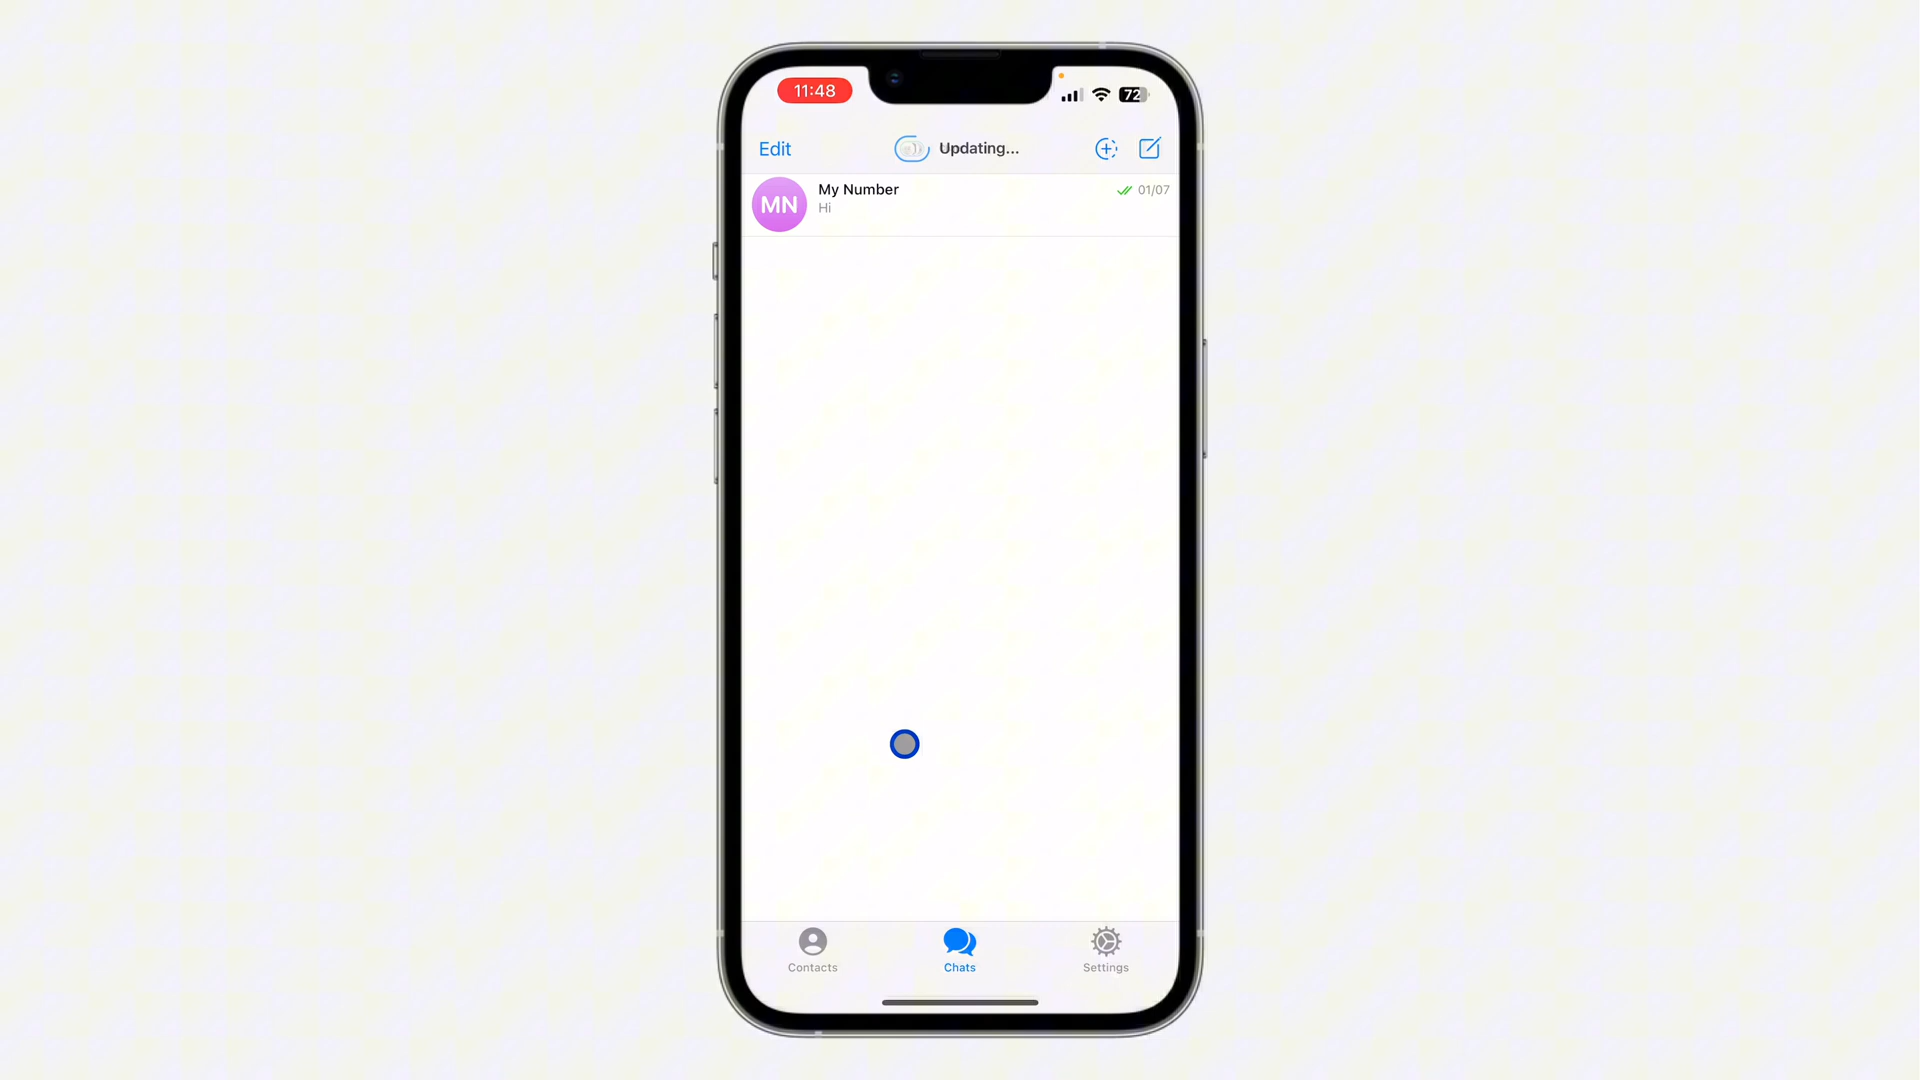 11:48
72
Edit
Updating...
My Number
01/07
MN
Hi
Contacts
Chats
Settings